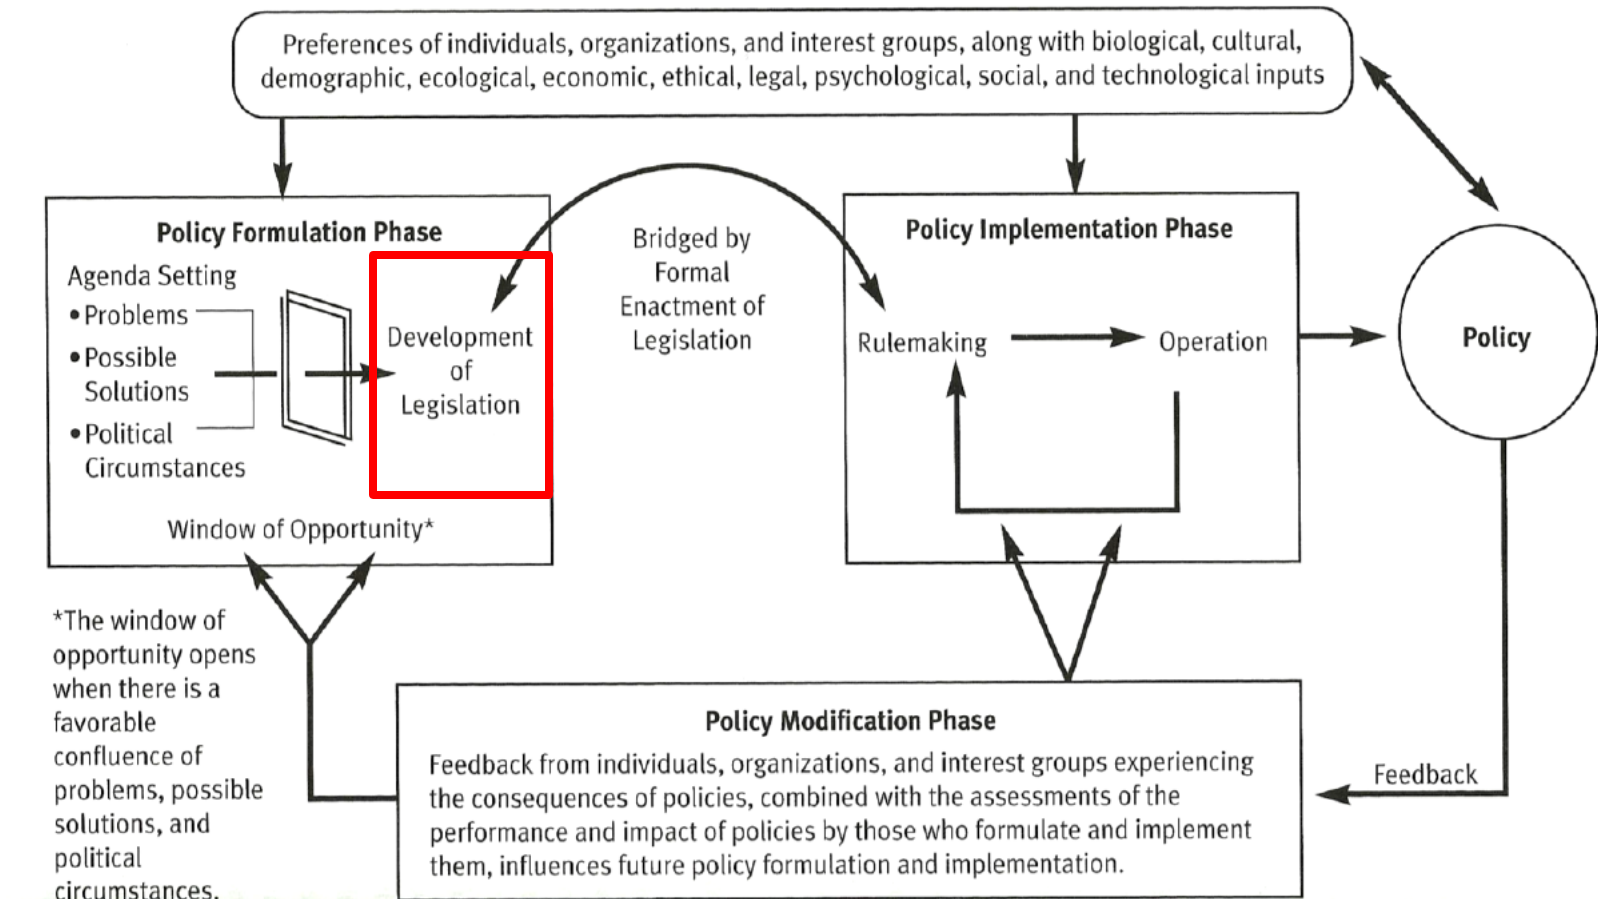 Preferences of individuals, organizations, and interest groups, along with biological, cultural,
demographic, ecological, economic, ethical, legal, psychological, social, and technological inputs
Policy Formulation Phase
Agenda Setting
•Problems
•Possible
Solutions
•Political
Circumstances
Development
of
Legislation
Window of Opportunity*
Bridged by
Formal
Enactment of
Legislation
Policy Implementation Phase
Rulemaking
Operation
Policy
*The window of
opportunity opens
when there is a
favorable
confluence of
problems, possible
solutions, and
political
circumstances.
Policy Modification Phase
Feedback from individuals, organizations, and interest groups experiencing
the consequences of policies, combined with the assessments of the
performance and impact of policies by those who formulate and implement
them, influences future policy formulation and implementation.
Feedback